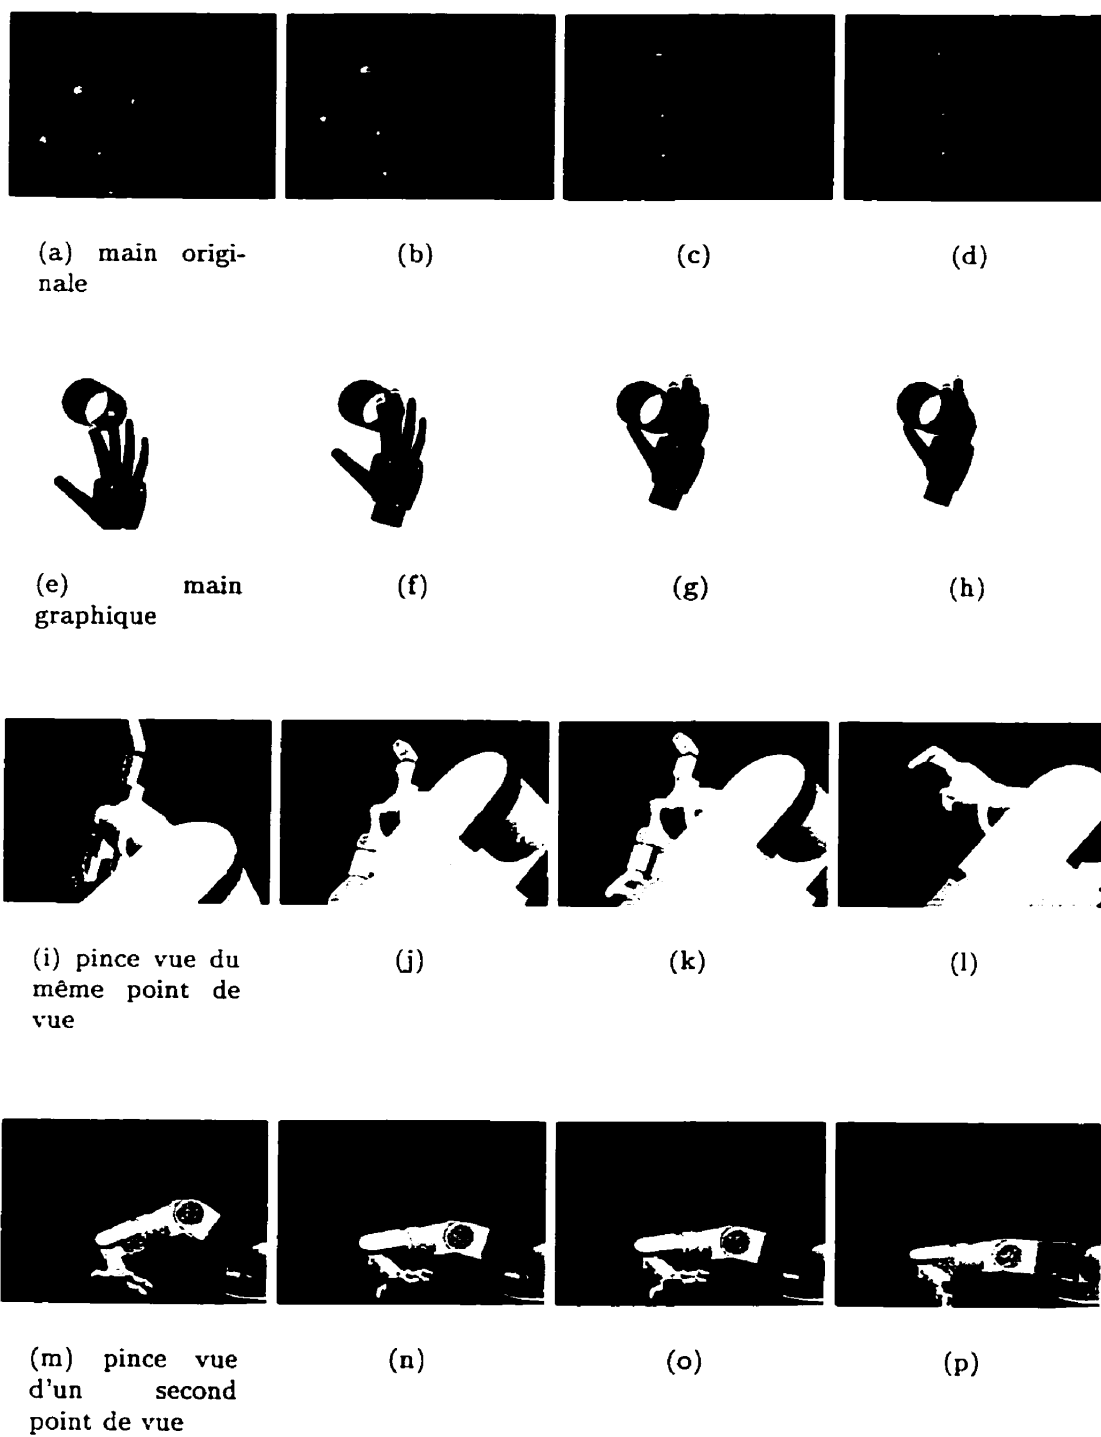 (a) main origi-
nale
(b)
(c)
(d)
(e) main
graphique
(f)
(g)
(h)
(i) pince vue du
même point de
vue
(j)
(k)
(l)
(m) pince vue
d'un second
point de vue
(n)
(o)
(p)